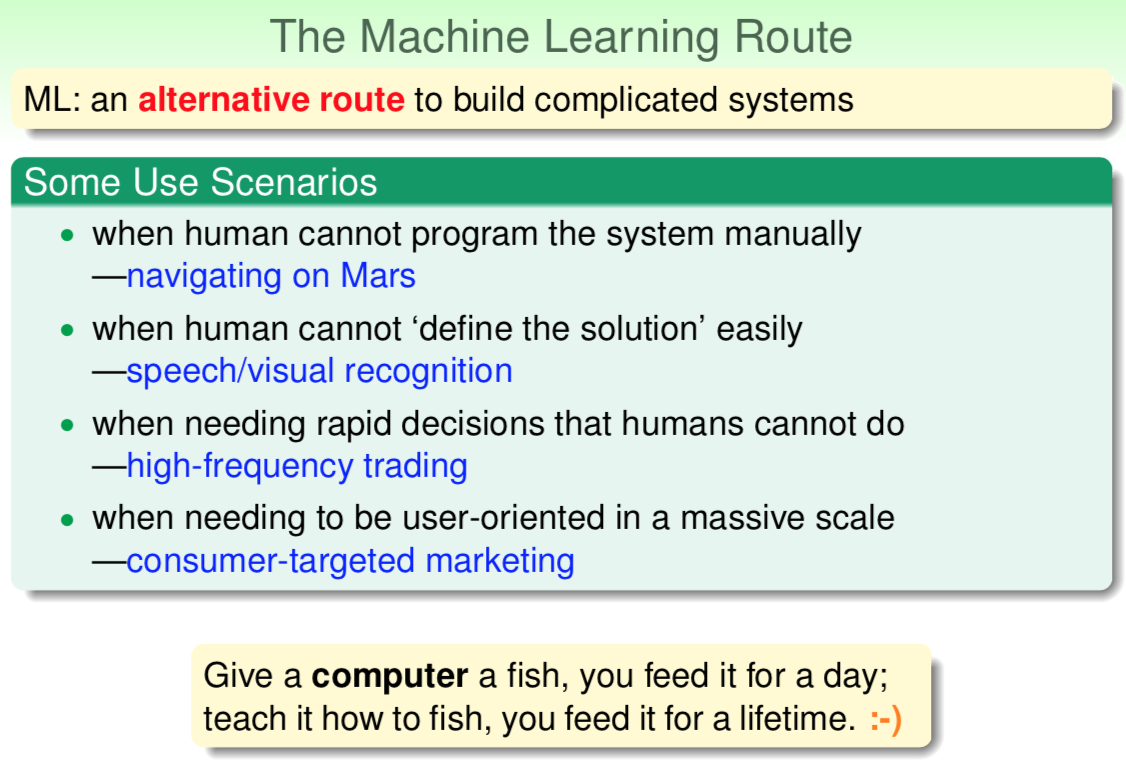 The Machine Learning Route
ML: an alternative route to build complicated systems
Some Use Scenarios
• when human cannot program the system manually
—navigating on Mars
• when human cannot ‘define the solution’ easily
—speech/visual recognition
• when needing rapid decisions that humans cannot do
—high-frequency trading
• when needing to be user-oriented in a massive scale
—consumer-targeted marketing
Give a computer a fish, you feed it for a day;
teach it how to fish, you feed it for a lifetime. :-)